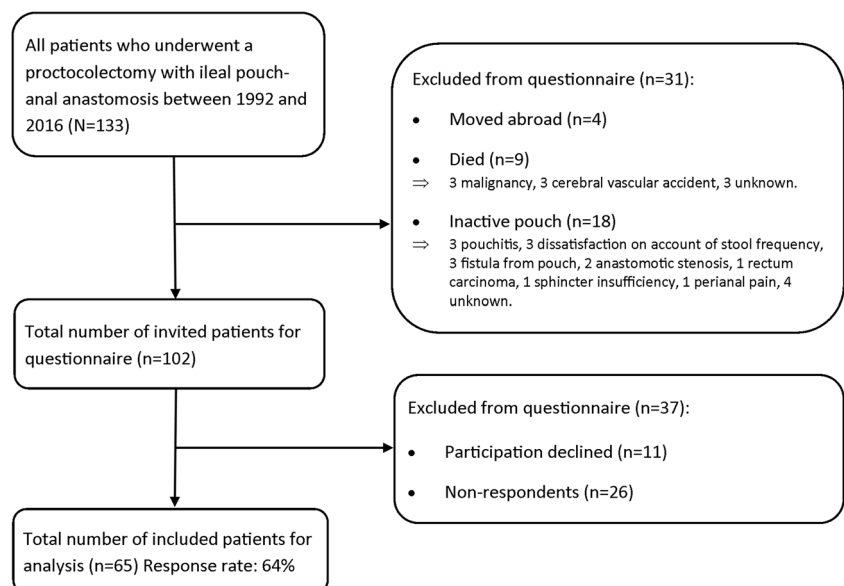 All patients who underwent a
proctocolectomy with ileal pouch-
anal anastomosis between 1992 and
2016 (N=133)
Excluded from questionnaire (n=31):
• Moved abroad (n=4)
• Died (n=9)
⇒ 3 malignancy, 3 cerebral vascular accident, 3 unknown.
• Inactive pouch (n=18)
⇒ 3 pouchitis, 3 dissatisfaction on account of stool frequency,
3 fistula from pouch, 2 anastomotic stenosis, 1 rectum
carcinoma, 1 sphincter insufficiency, 1 perianal pain, 4
unknown.
Total number of invited patients for
questionnaire (n=102)
Excluded from questionnaire (n=37):
• Participation declined (n=11)
• Non-respondents (n=26)
Total number of included patients for
analysis (n=65) Response rate: 64%